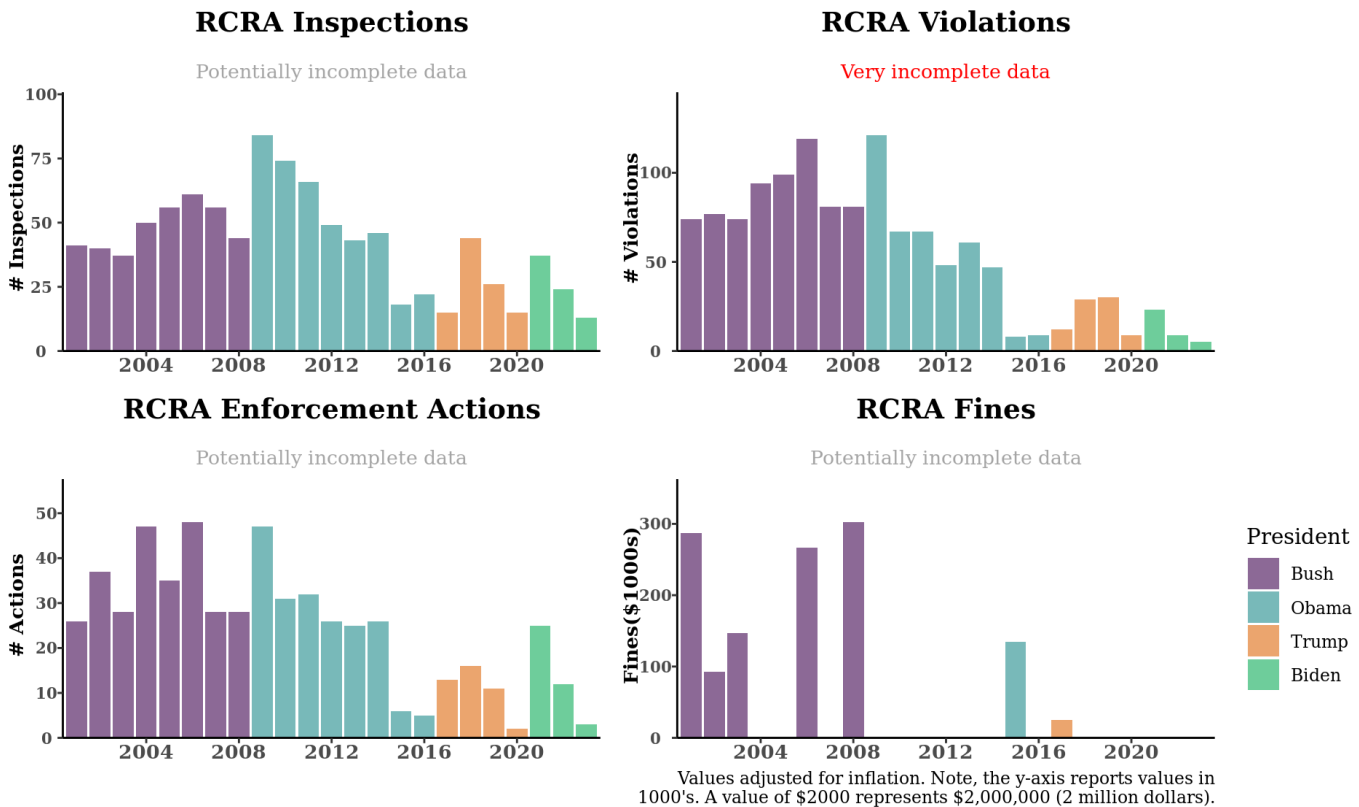 RCRA Inspections
Potentially incomplete data
# Inspections
100
75
50
25
0
2004 2008 2012 2016 2020
RCRA Violations
Very incomplete data
# Violations
100
50
0
2004 2008 2012 2016 2020
RCRA Enforcement Actions
Potentially incomplete data
# Actions
50
40
30
20
10
0
2004 2008 2012 2016 2020
RCRA Fines
Potentially incomplete data
Fines($1000s)
300
200
100
0
2004 2008 2012 2016 2020
Values adjusted for inflation. Note, the y-axis reports values in
1000's. A value of $2000 represents $2,000,000 (2 million dollars).
President
Bush
Obama
Trump
Biden